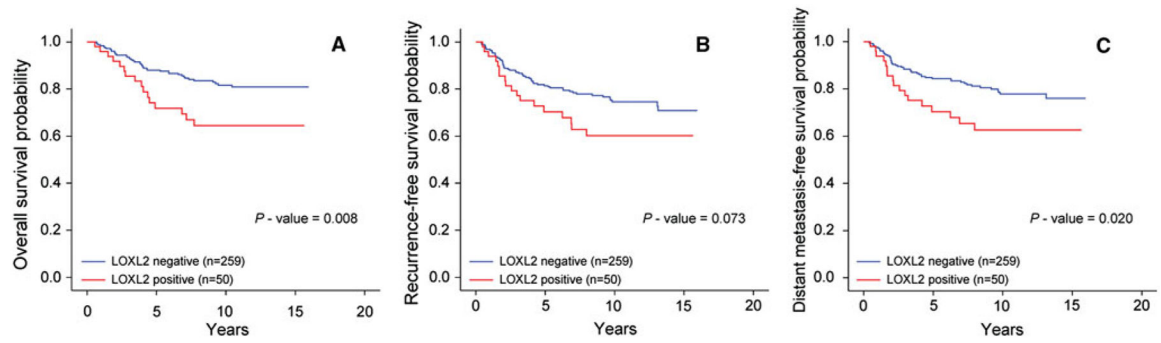 A
Overall survival probability
1.0
0.8
0.6
0.4
0.2
0.0
P - value = 0.008
LOXL2 negative (n=259)
LOXL2 positive (n=50)
0 5 10 15 20
Years
B
Recurrence-free survival probability
1.0
0.8
0.6
0.4
0.2
0.0
P - value = 0.073
LOXL2 negative (n=259)
LOXL2 positive (n=50)
0 5 10 15 20
Years
C
Distant metastasis-free survival probability
1.0
0.8
0.6
0.4
0.2
0.0
P - value = 0.020
LOXL2 negative (n=259)
LOXL2 positive (n=50)
0 5 10 15 20
Years